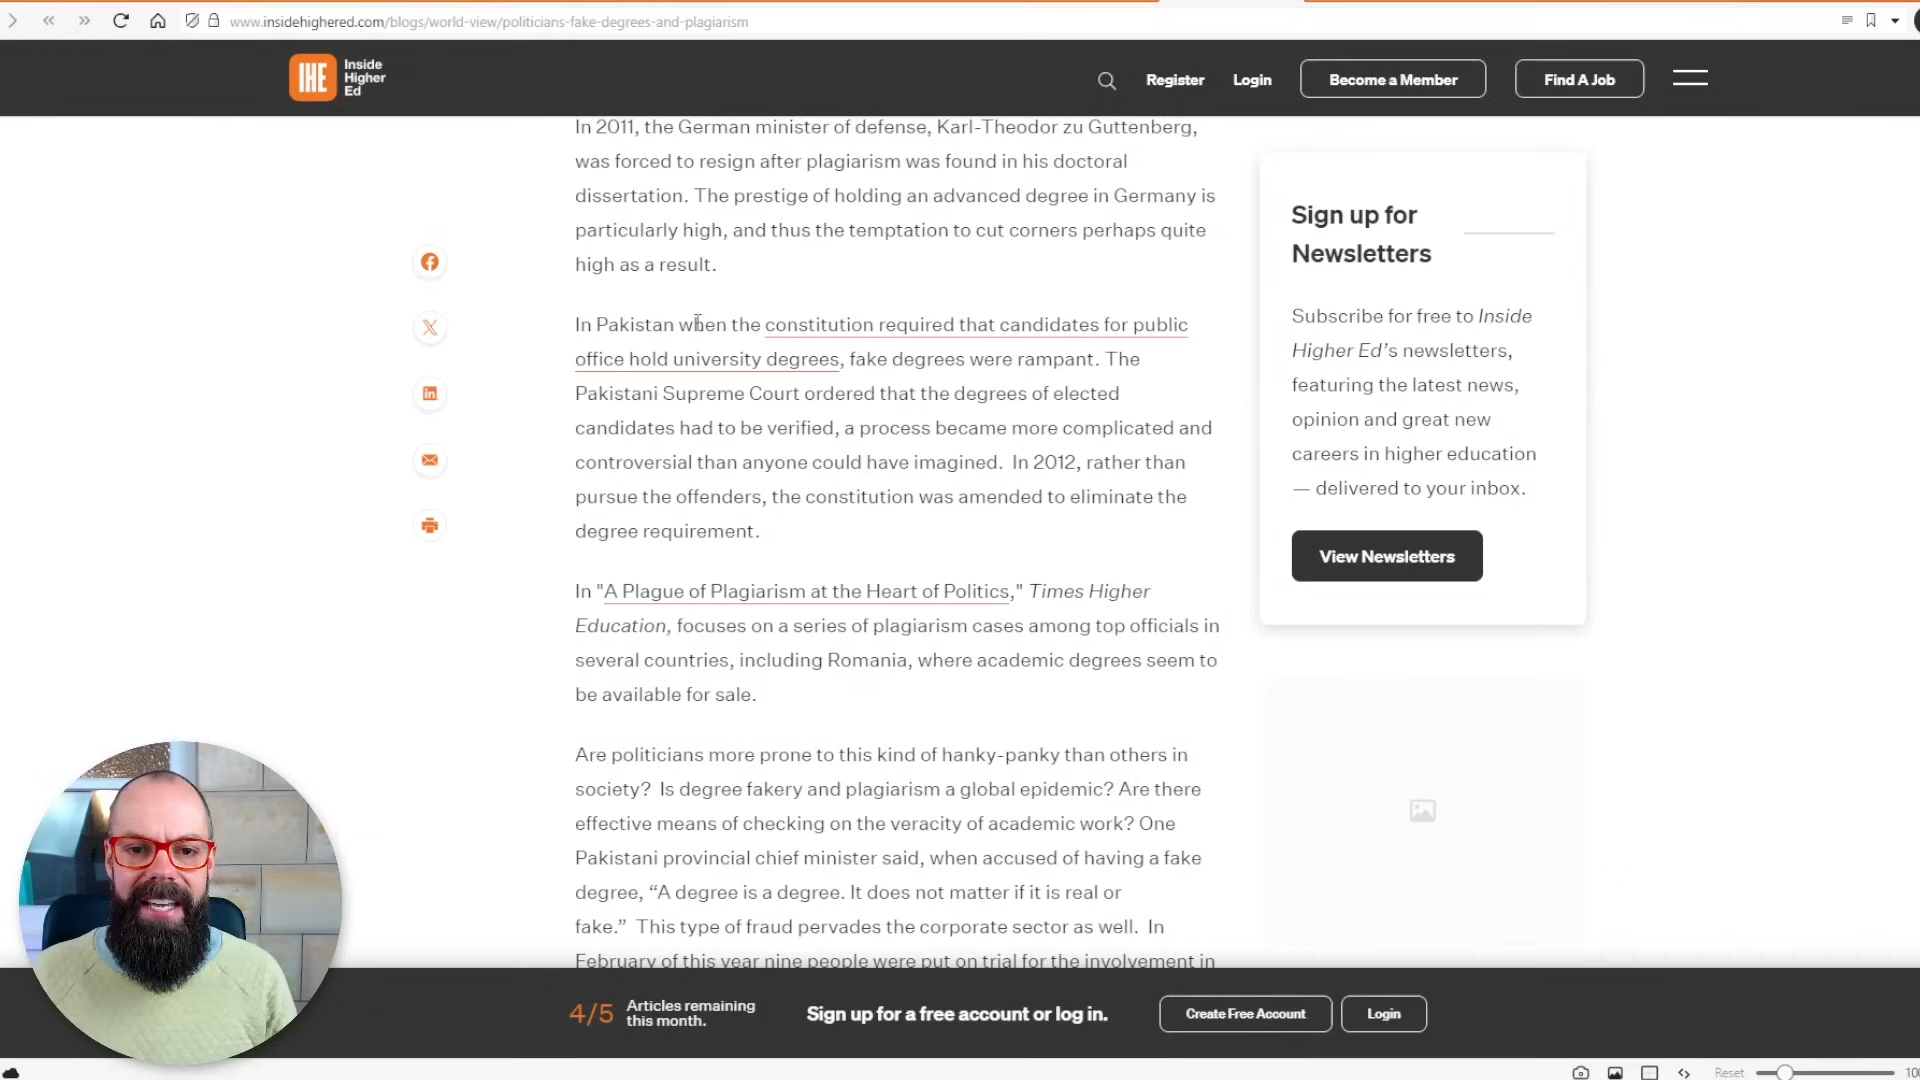 www.insidehighered.com/blogs/world-view/politicians-fake-degrees-and-plagiarism
IHE Inside
Higher
Ed
Register
Login
Become a Member
Find A Job
In 2011, the German minister of defense, Karl-Theodor zu Guttenberg,
was forced to resign after plagiarism was found in his doctoral
dissertation. The prestige of holding an advanced degree in Germany is
particularly high, and thus the temptation to cut corners perhaps quite
high as a result.
In Pakistan when the constitution required that candidates for public
office hold university degrees, fake degrees were rampant. The
Pakistani Supreme Court ordered that the degrees of elected
candidates had to be verified, a process became more complicated and
controversial than anyone could have imagined. In 2012, rather than
pursue the offenders, the constitution was amended to eliminate the
degree requirement.
In "A Plague of Plagiarism at the Heart of Politics," Times Higher
Education, focuses on a series of plagiarism cases among top officials in
several countries, including Romania, where academic degrees seem to
be available for sale.
Are politicians more prone to this kind of hanky-panky than others in
society? Is degree fakery and plagiarism a global epidemic? Are there
effective means of checking on the veracity of academic work? One
Pakistani provincial chief minister said, when accused of having a fake
degree, “A degree is a degree. It does not matter if it is real or
fake.” This type of fraud pervades the corporate sector as well. In
February of this year nine people were put on trial for the involvement in
Sign up for
Newsletters
Subscribe for free to Inside
Higher Ed’s newsletters,
featuring the latest news,
opinion and great new
careers in higher education
— delivered to your inbox.
View Newsletters
4/5
Articles remaining
this month.
Sign up for a free account or log in.
Create Free Account
Login
Reset
100